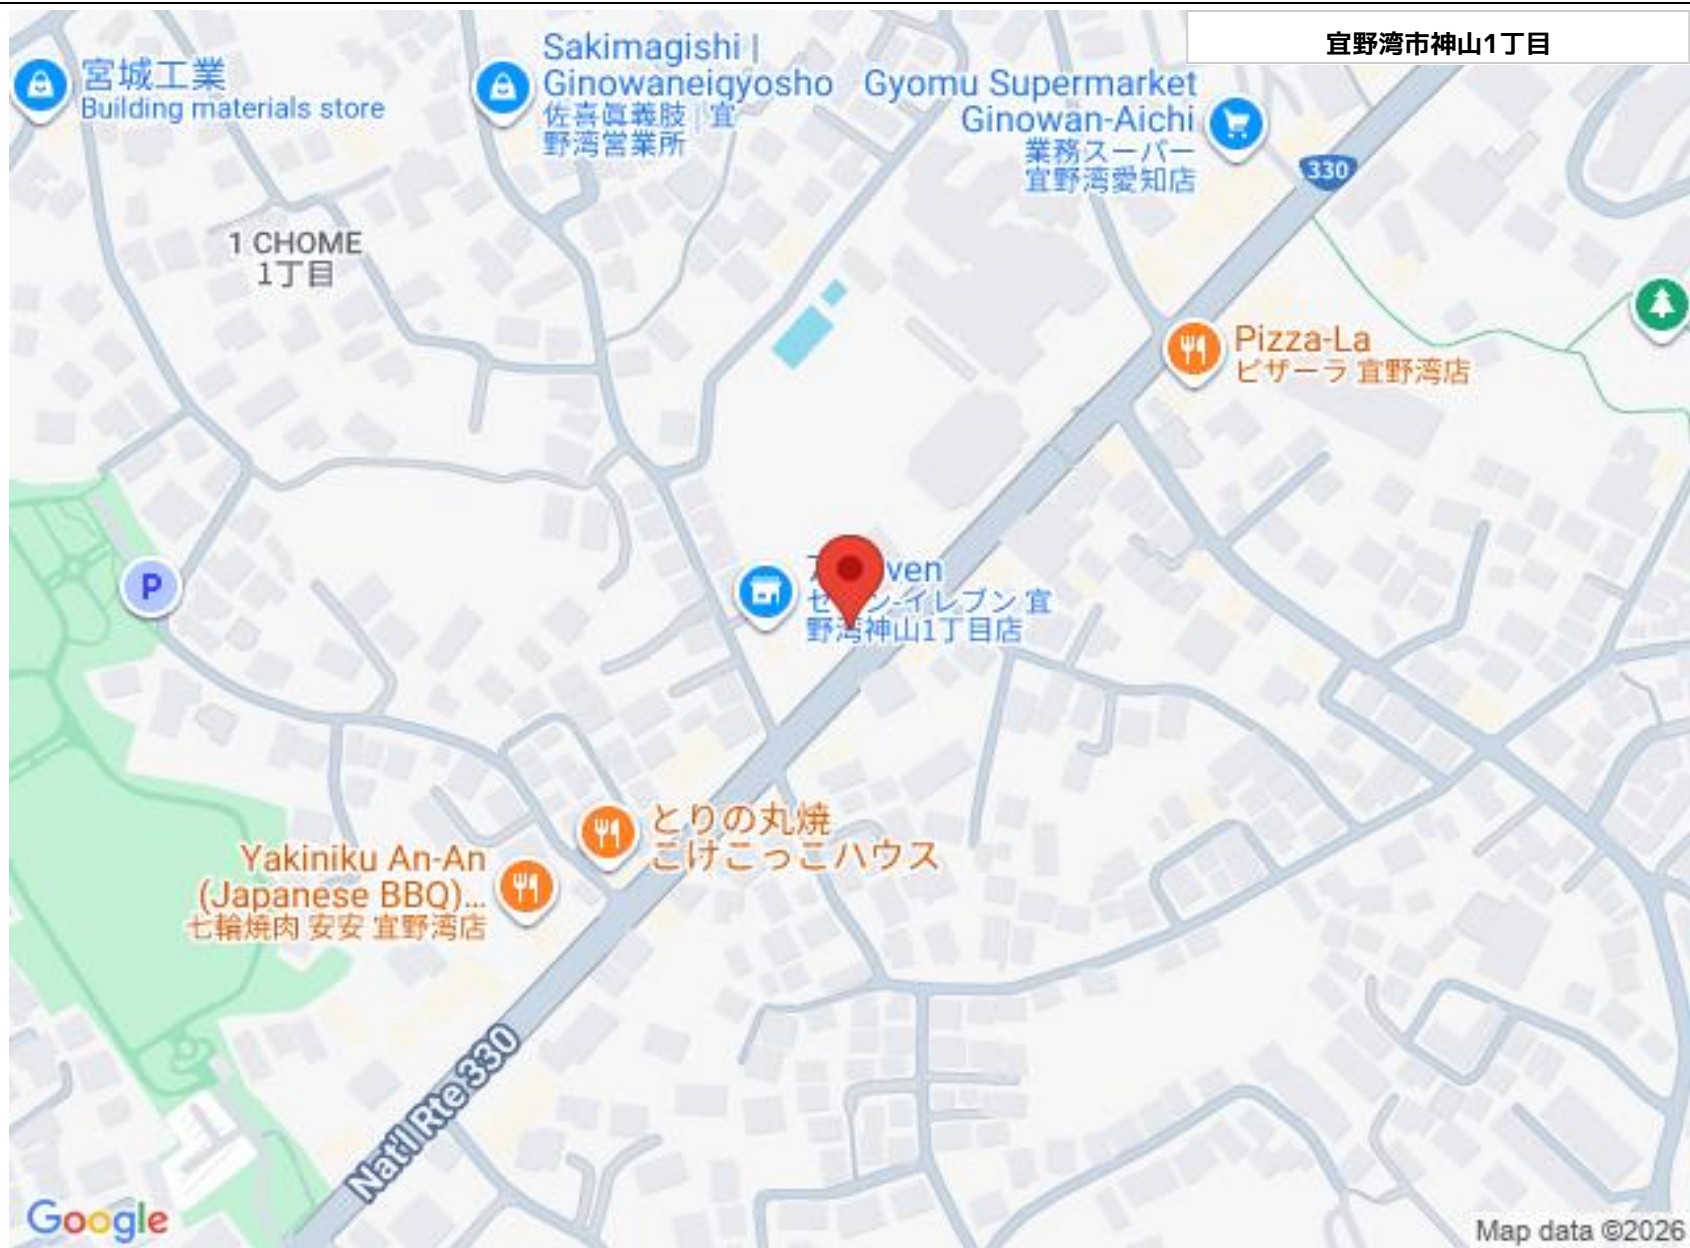 宜野湾市神山1丁目
宮城工業
Building materials store
Sakimagishi |
Ginowaneigyosho
佐喜眞義肢 | 宜
野湾営業所
Gyomu Supermarket
Ginowan-Aichi
業務スーパー
宜野湾愛知店
330
1 CHOME
1丁目
Pizza-La
ピザーラ 宜野湾店
P
7 ven
セ ン-イレブン 宜
野湾神山1丁目店
とりの丸焼
こけこっこハウス
Yakiniku An-An
(Japanese BBQ)...
七輪焼肉 安安 宜野湾店
Nat'l Rte 330
Google
Map data ©2026